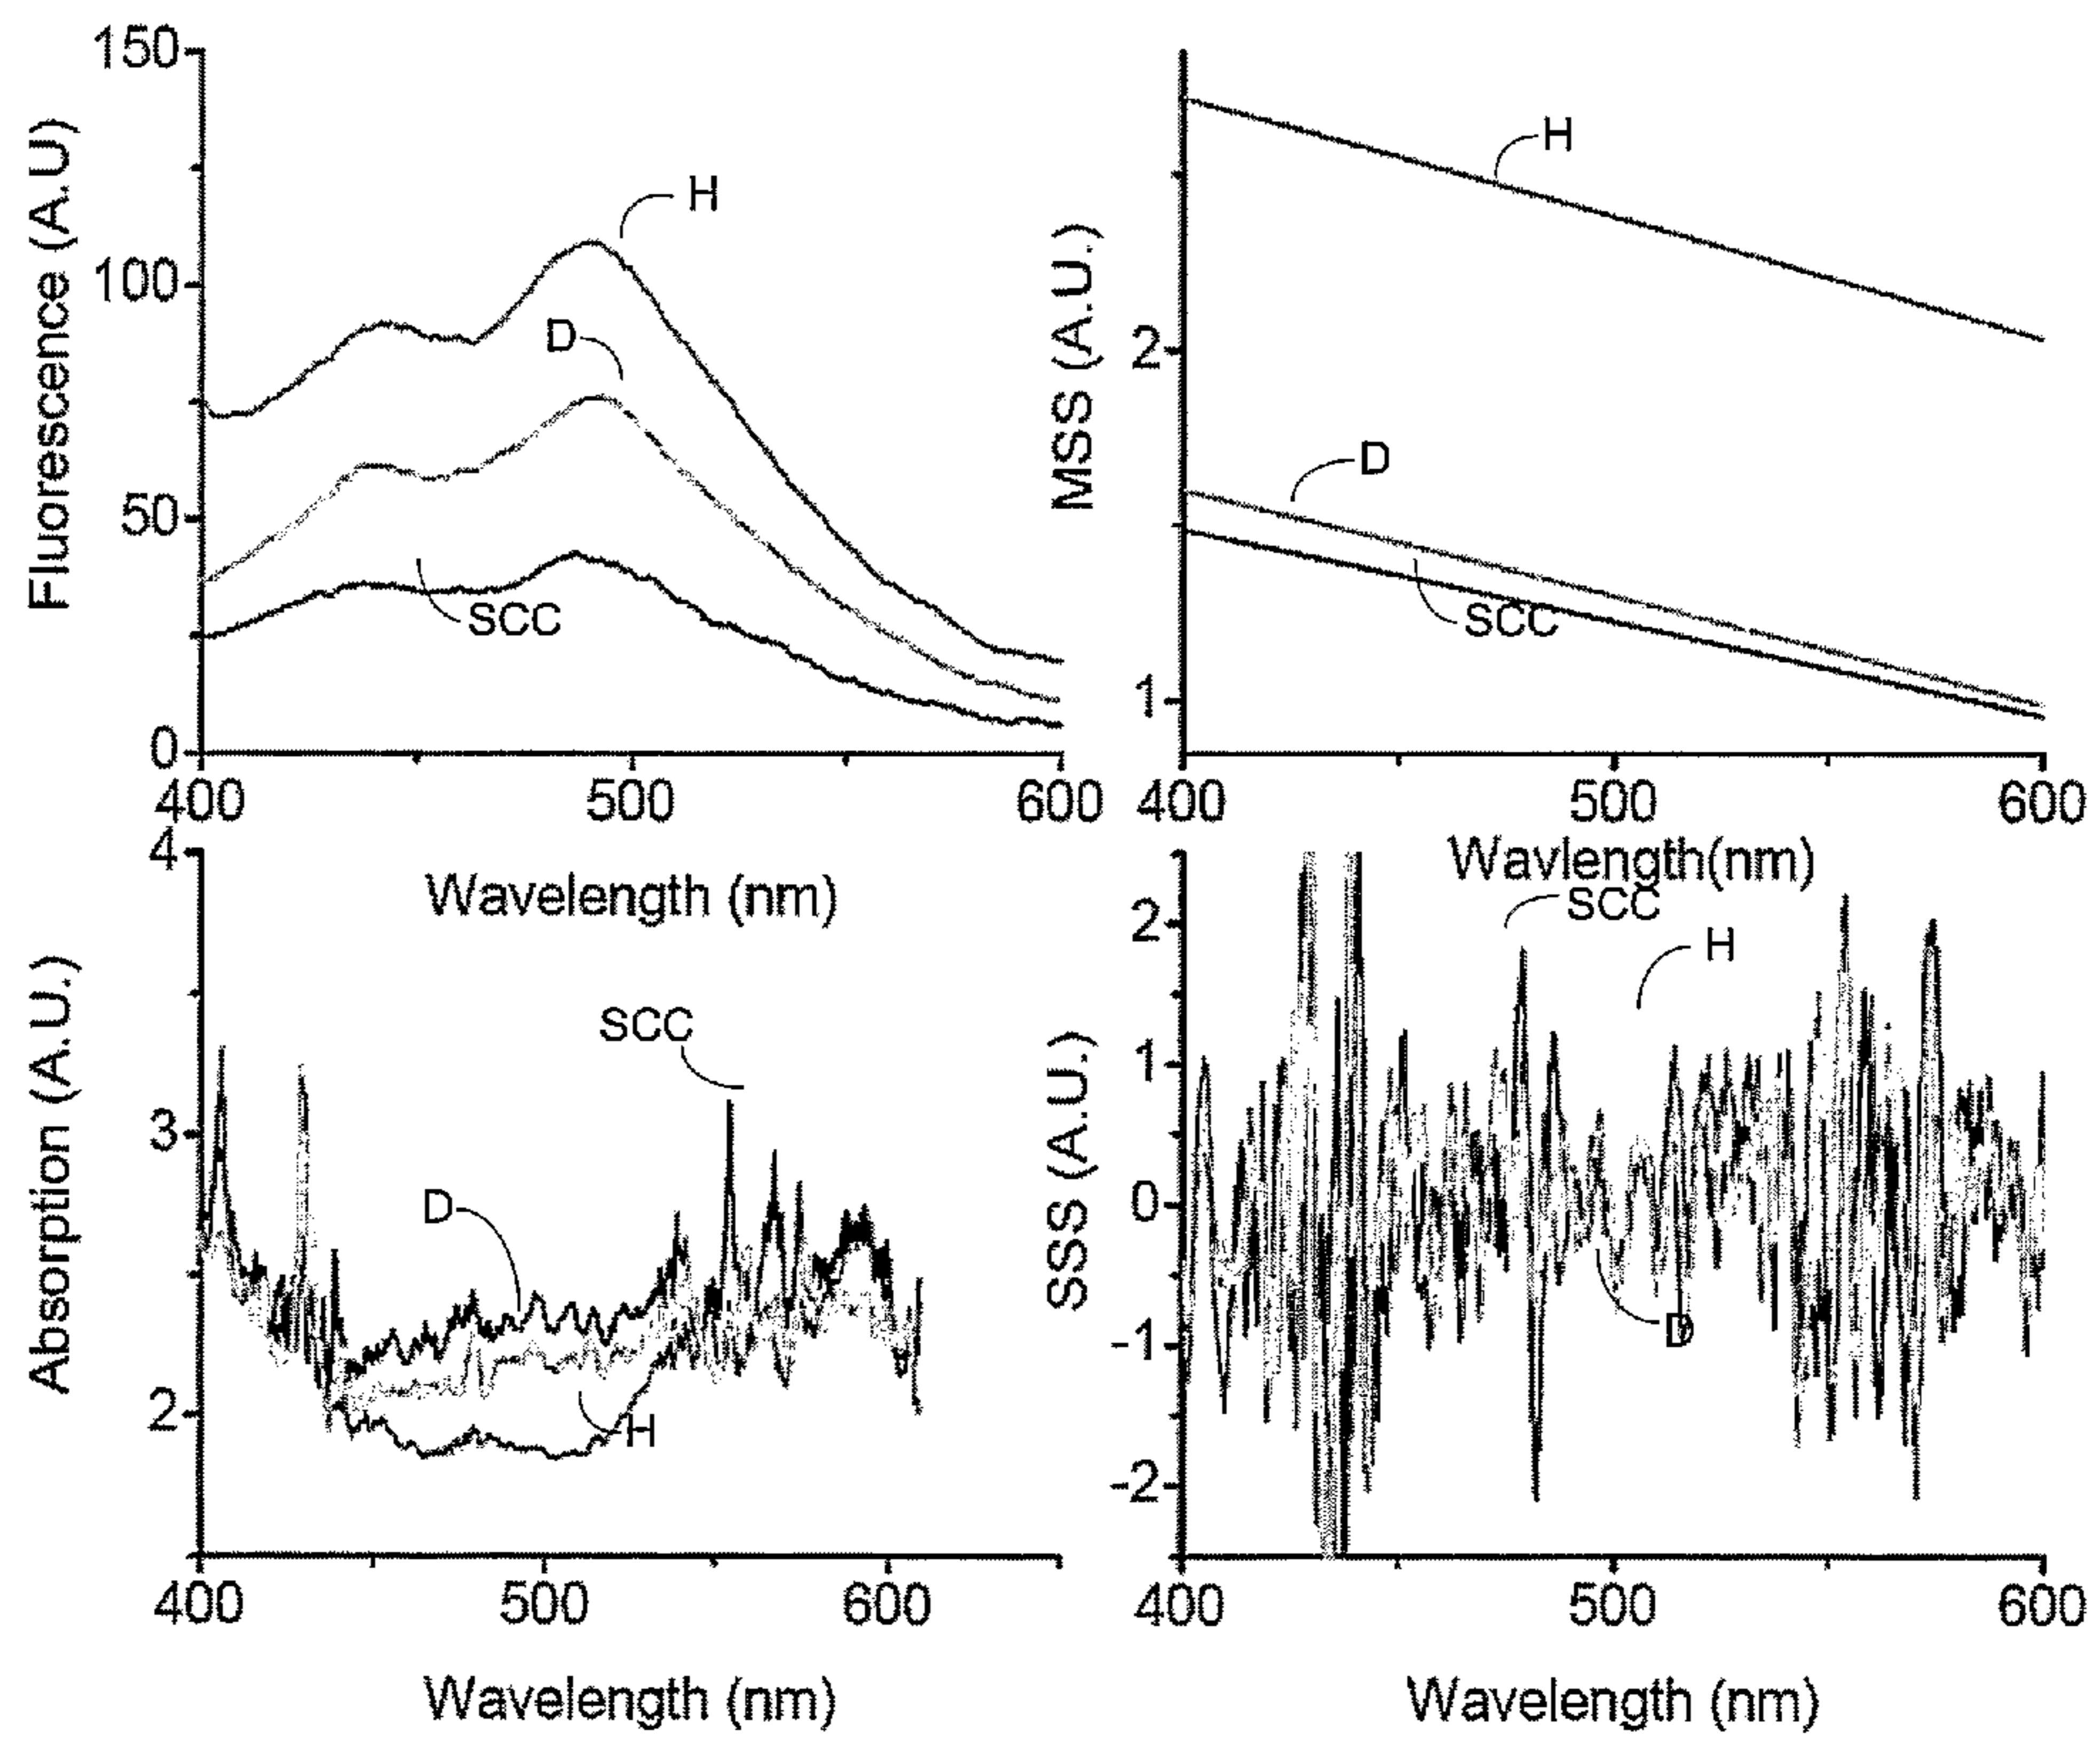 150
100
50
0
Fluorescence (A.U)
H
D
SCC
400
500
600
Wavelength (nm)
2
1
MSS (A.U.)
H
D
SCC
400
500
600
Wavlength(nm)
4
3
2
Absorption (A.U.)
SCC
D
H
400
500
600
Wavelength (nm)
2
1
0
-1
-2
SSS (A.U.)
SCC
H
D
400
500
600
Wavelength (nm)